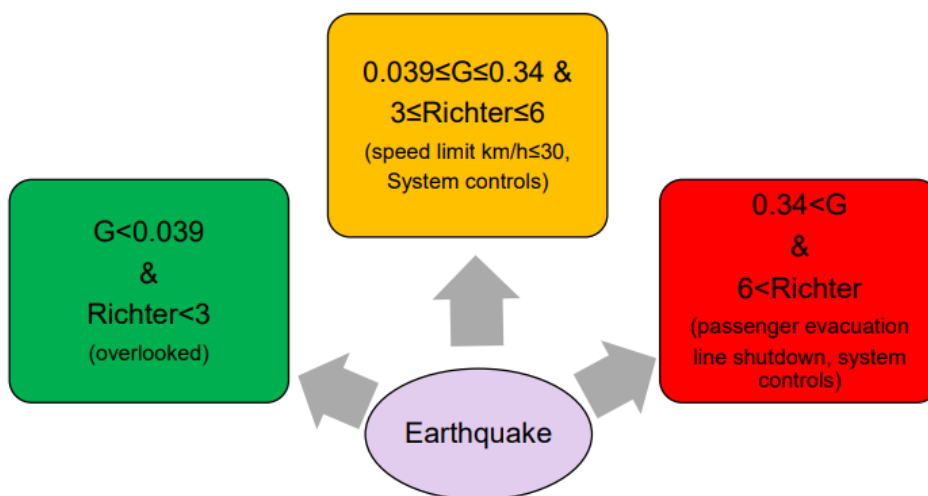 0.039≤G≤0.34 &
3≤Richter≤6
(speed limit km/h≤30,
System controls)
G<0.039
&
Richter<3
(overlooked)
0.34<G
&
6<Richter
(passenger evacuation
line shutdown, system
controls)
Earthquake